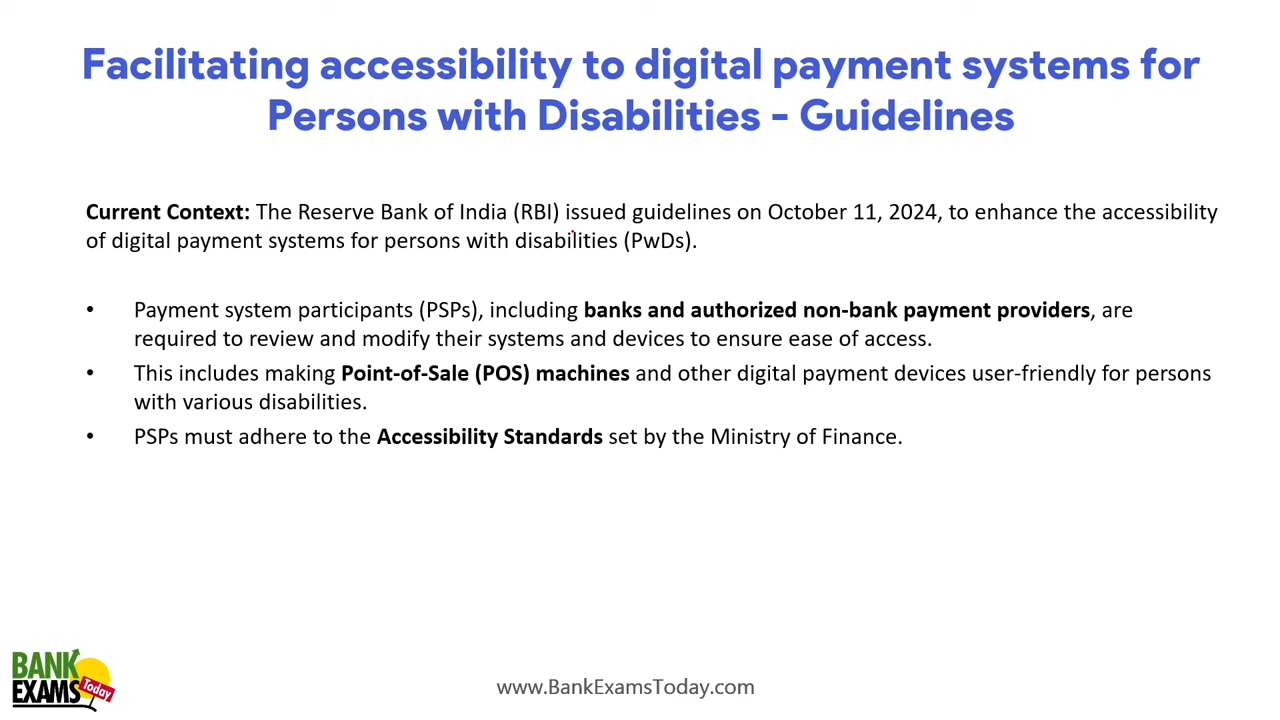 Facilitating accessibility to digital payment systems for
Persons with Disabilities - Guidelines
Current Context: The Reserve Bank of India (RBI) issued guidelines on October 11, 2024, to enhance the accessibility
of digital payment systems for persons with disabilities (PwDs).
• Payment system participants (PSPs), including banks and authorized non-bank payment providers, are
required to review and modify their systems and devices to ensure ease of access.
• This includes making Point-of-Sale (POS) machines and other digital payment devices user-friendly for persons
with various disabilities.
• PSPs must adhere to the Accessibility Standards set by the Ministry of Finance.
BANK
EXAMS
Today
www.BankExamsToday.com